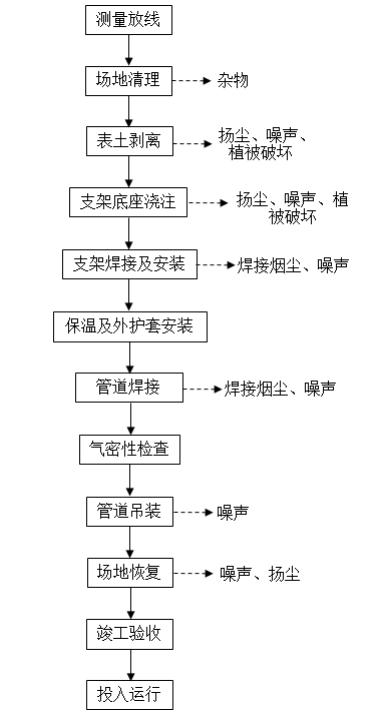 测量放线
场地清理
杂物
表土剥离
扬尘、噪声、
植被破坏
支架底座浇注
扬尘、噪声、植
被破坏
支架焊接及安装
焊接烟尘、噪声
保温及外护套安装
管道焊接
焊接烟尘、噪声
气密性检查
管道吊装
噪声
场地恢复
噪声、扬尘
竣工验收
投入运行